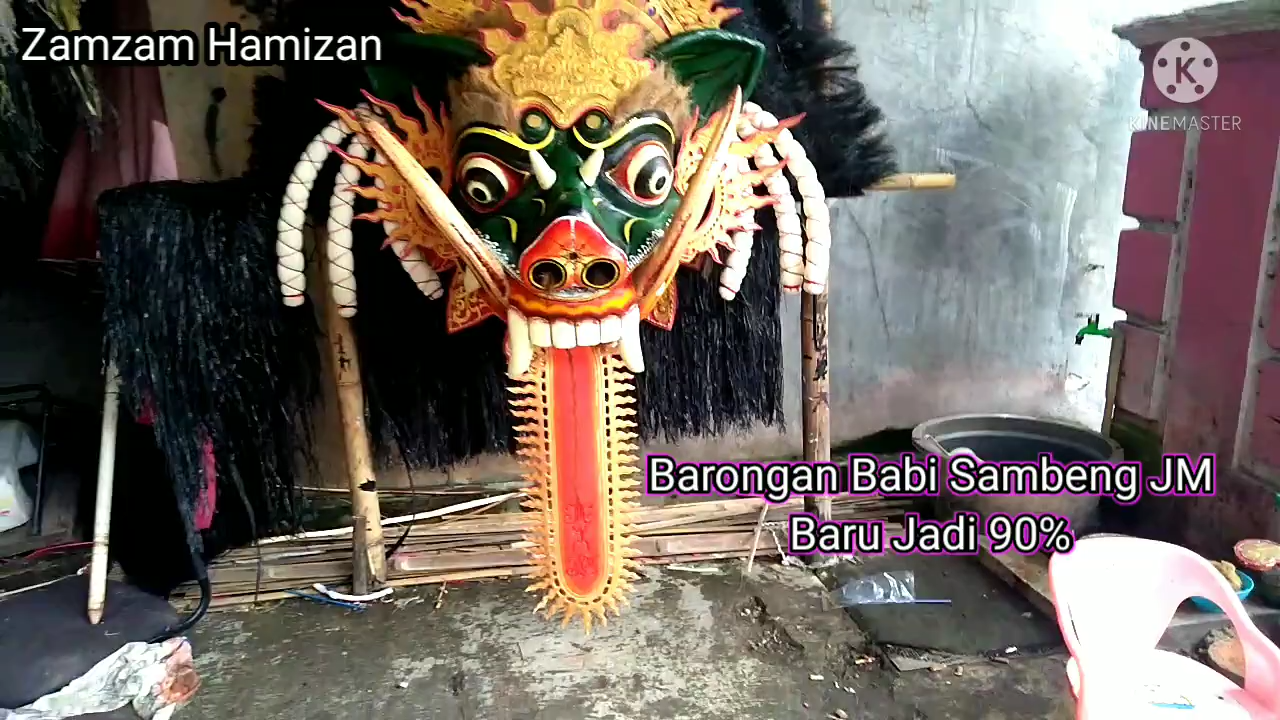 Zamzam Hamizan
K
KINEMASTER
Barongan Babi Sambeng JM
Baru Jadi 90%